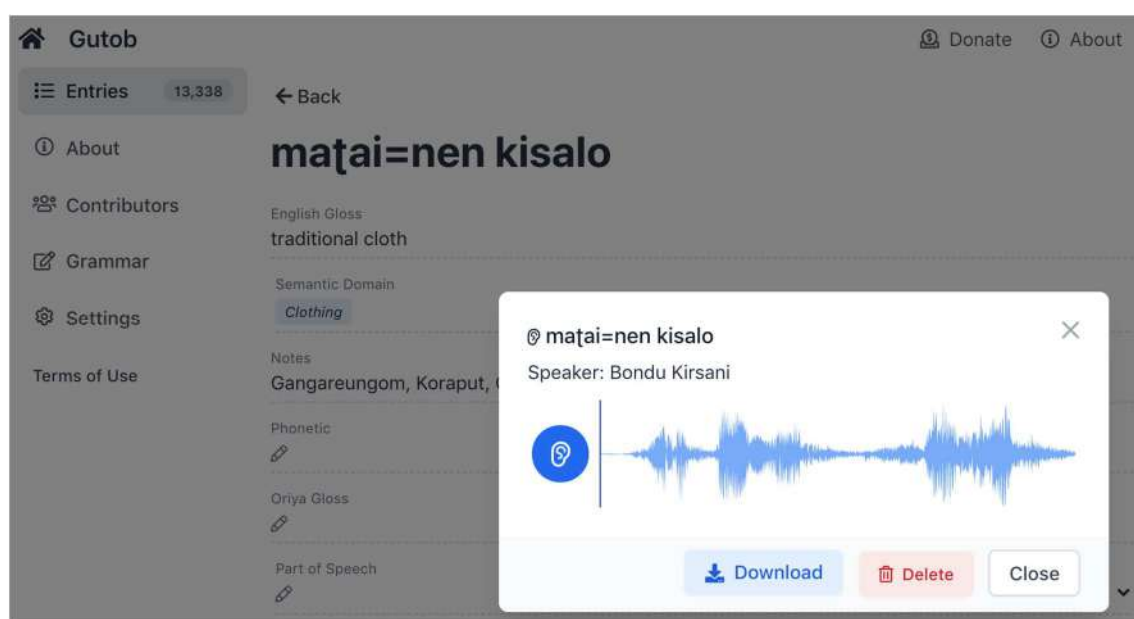 Gutob
Donate
About
Entries 13,338
About
Contributors
Grammar
Settings
Terms of Use
Back
maʈai=nen kisalo
English Gloss
traditional cloth
Semantic Domain
Clothing
Notes
Gangareungom, Koraput,
Phonetic
Oriya Gloss
Part of Speech
maʈai=nen kisalo
Speaker: Bondu Kirsani
Download
Delete
Close